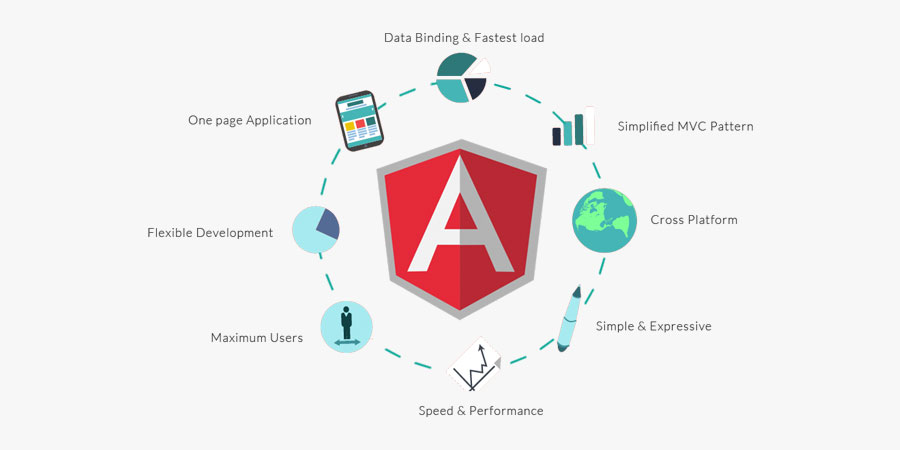 Data Binding & Fastest load
One page Application
Simplified MVC Pattern
Cross Platform
Flexible Development
Simple & Expressive
Maximum Users
Speed & Performance
A